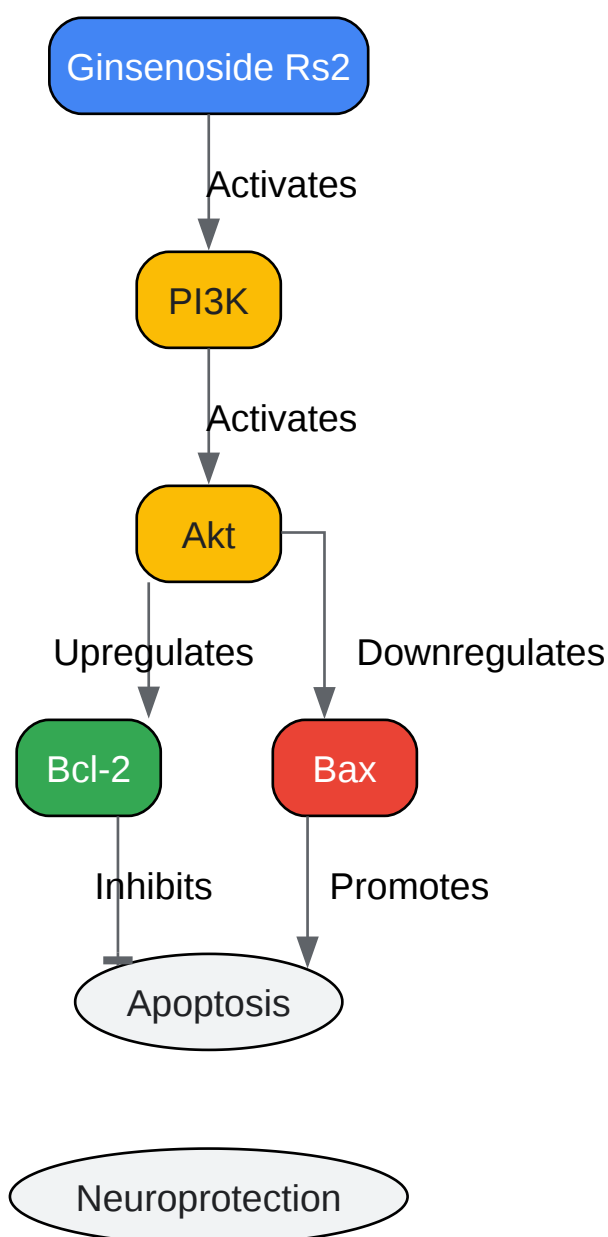 Ginsenoside Rs2
Activates
PI3K
Activates
Akt
Upregulates
Downregulates
Bcl-2
Bax
Inhibits
Promotes
Apoptosis
Neuroprotection